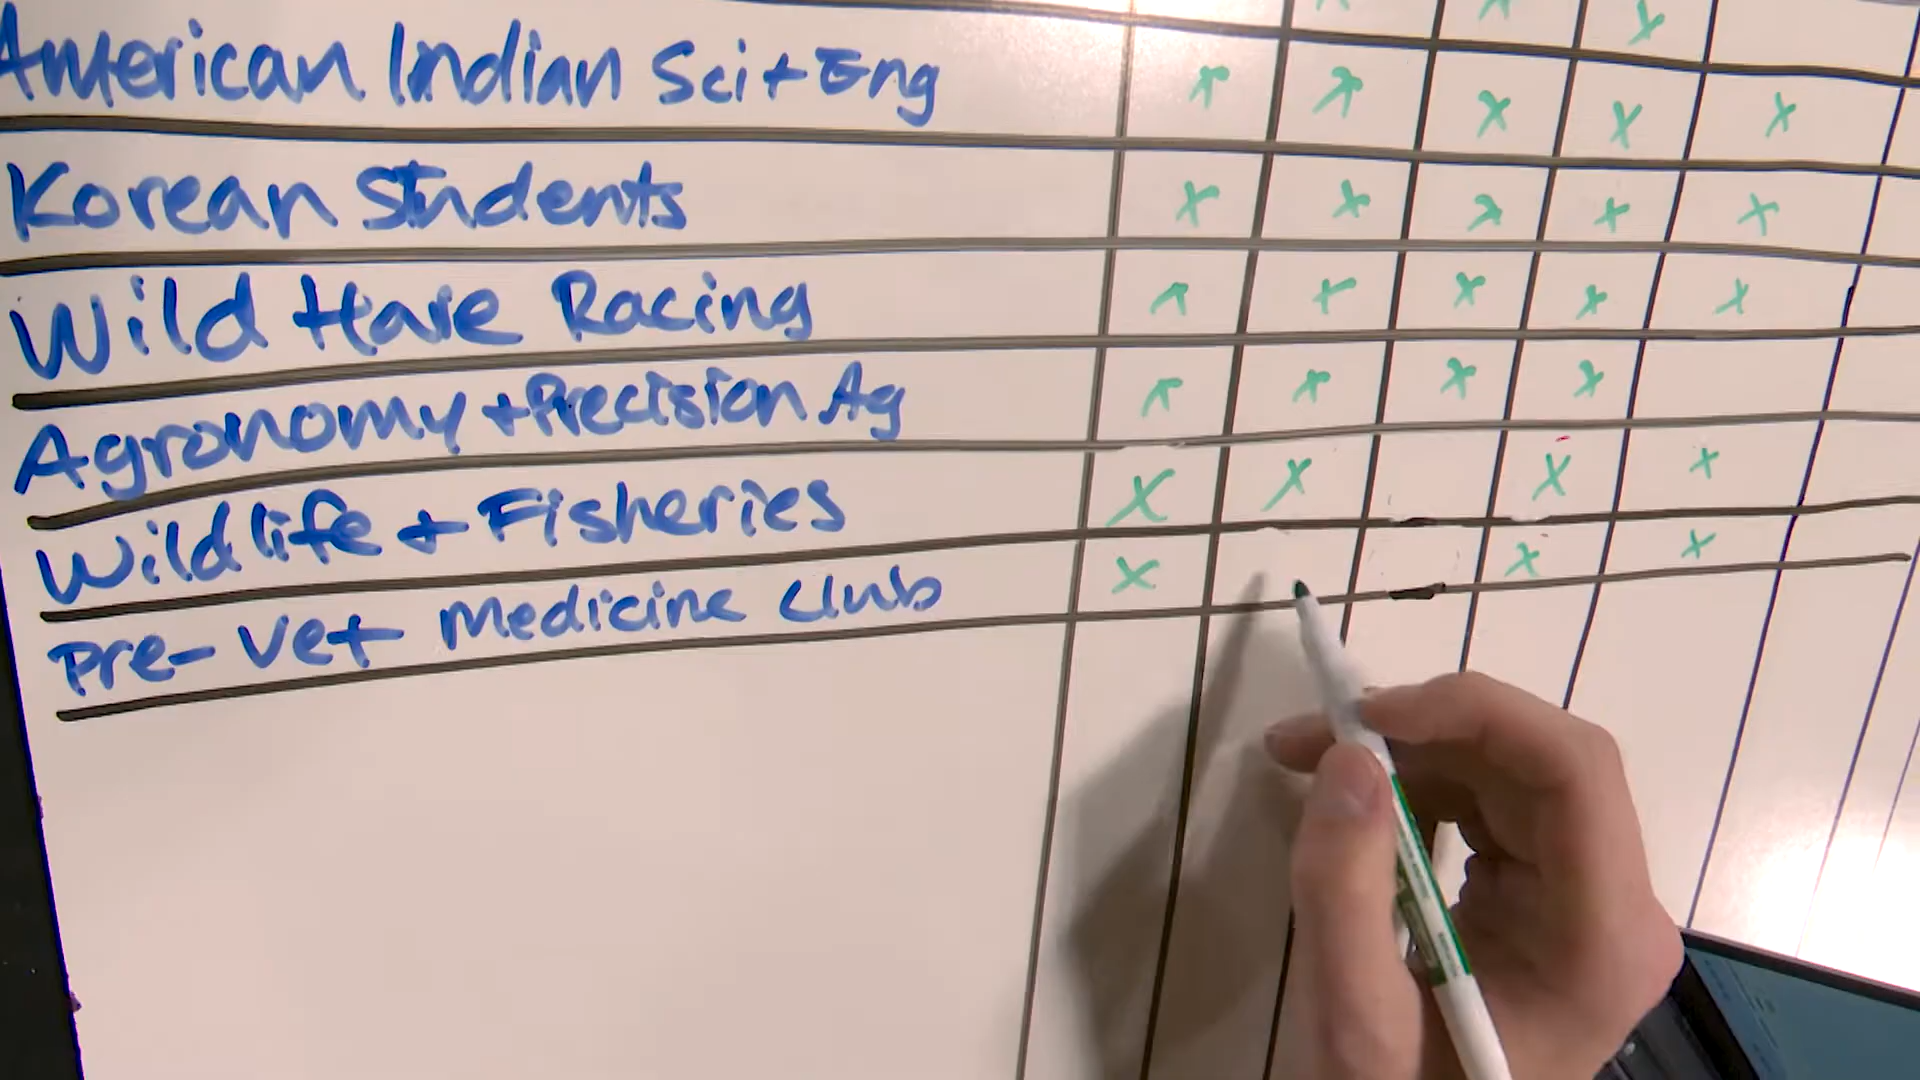 American Indian Sci + Eng x x x x x
Korean Students x x x x x
Wild Hare Racing x x x x x
Agronomy + Precision Ag x x x x
Wildlife + Fisheries x x x x
Pre-Vet Medicine Club x x x